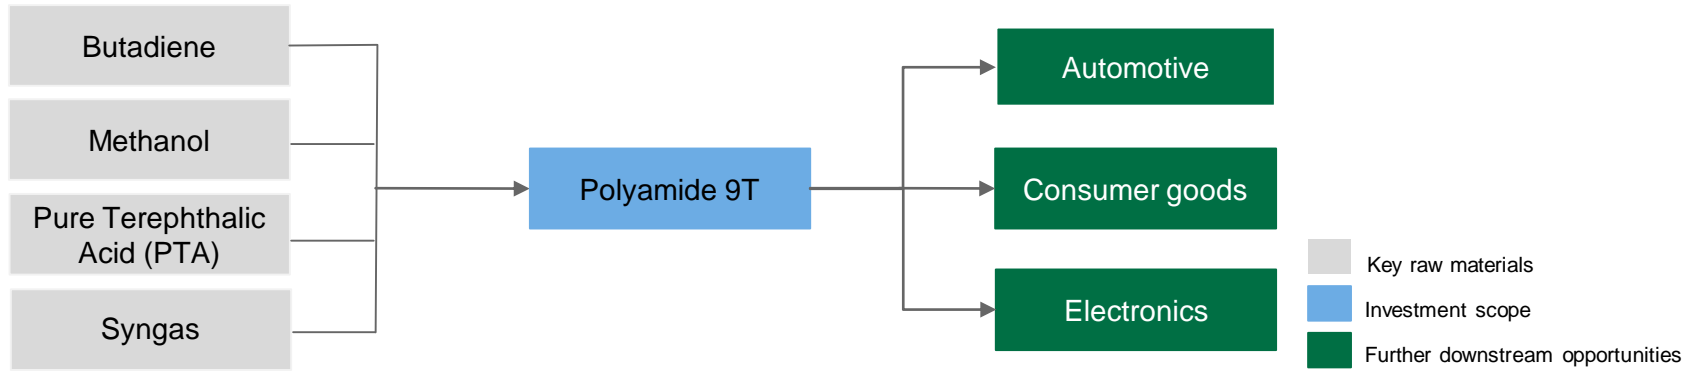 Butadiene
Methanol
Pure Terephthalic
Acid (PTA)
Syngas
Polyamide 9T
Automotive
Consumer goods
Electronics
Key raw materials
Investment scope
Further downstream opportunities